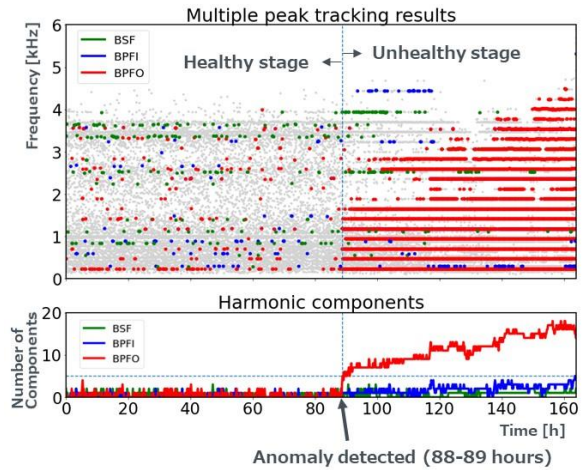 Multiple peak tracking results
Frequency [kHz]
6
5
4
3
2
1
0
BSF
BPFI
BPFO
Healthy stage
Unhealthy stage
Harmonic components
Number of
Components
20
10
0
BSF
BPFI
BPFO
0 20 40 60 80 100 120 140 160
Time [h]
Anomaly detected (88-89 hours)